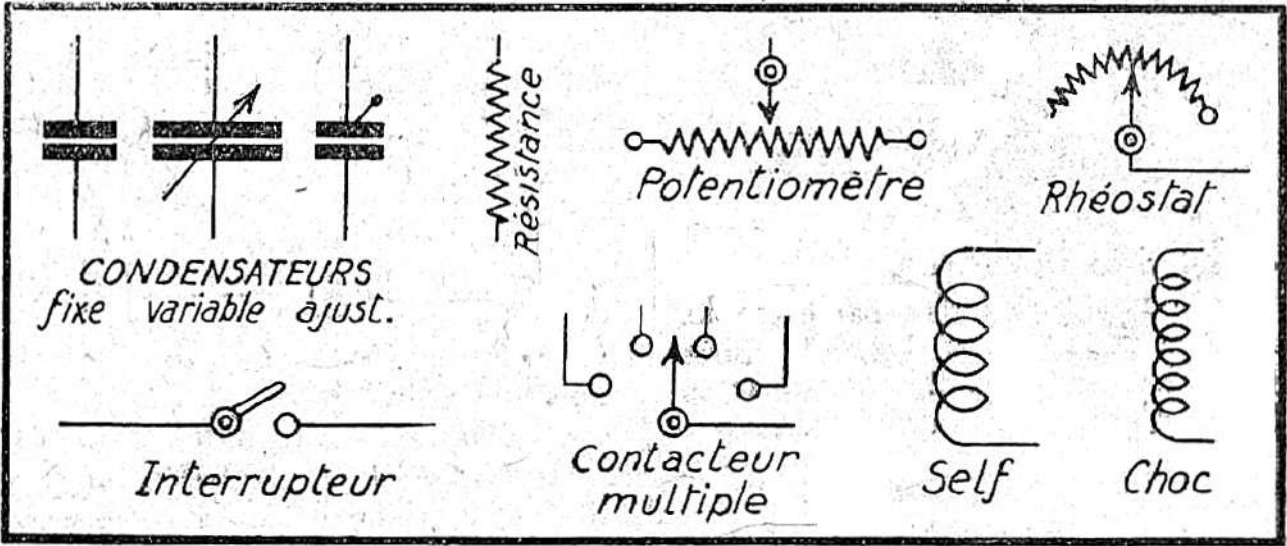 Résistance
Potentiomètre
Rhéostat
CONDENSATEURS
fixe variable ajust.
Interrupteur
Contacteur
multiple
Self
Choc